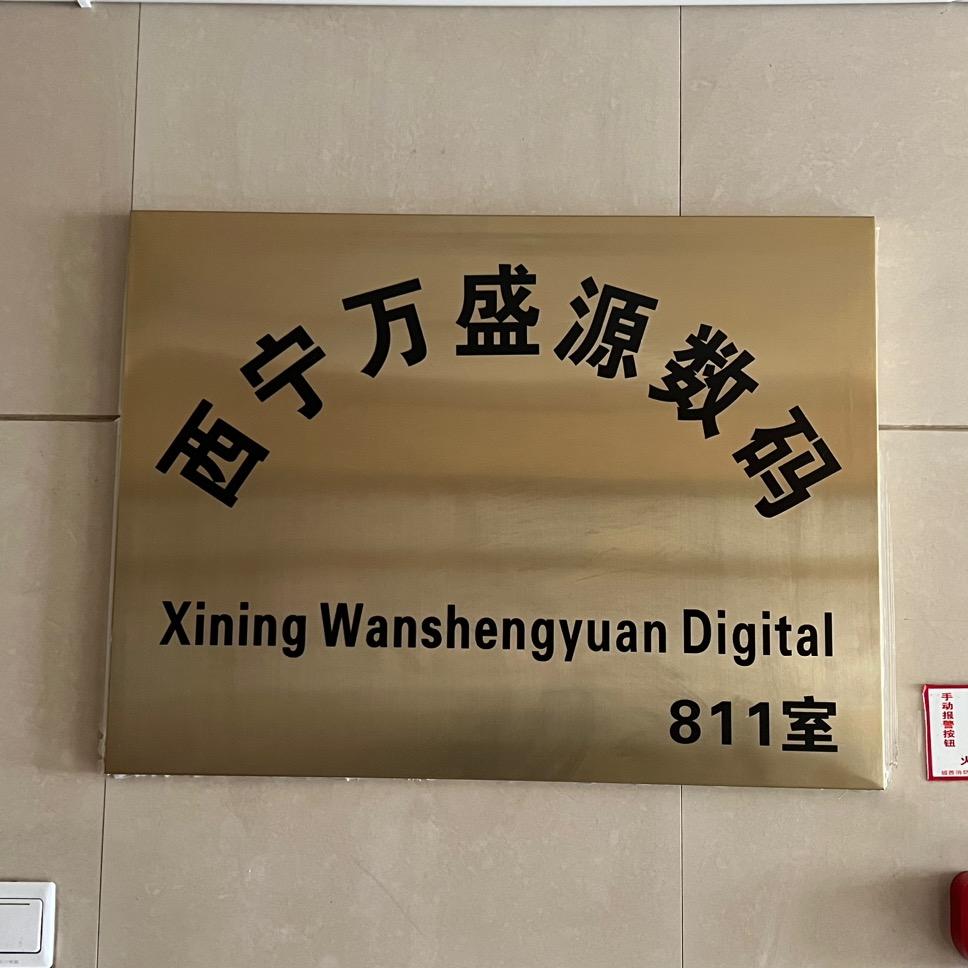 西宁万盛源数码
Xining Wanshengyuan Digital
811室
手动报警按钮
火